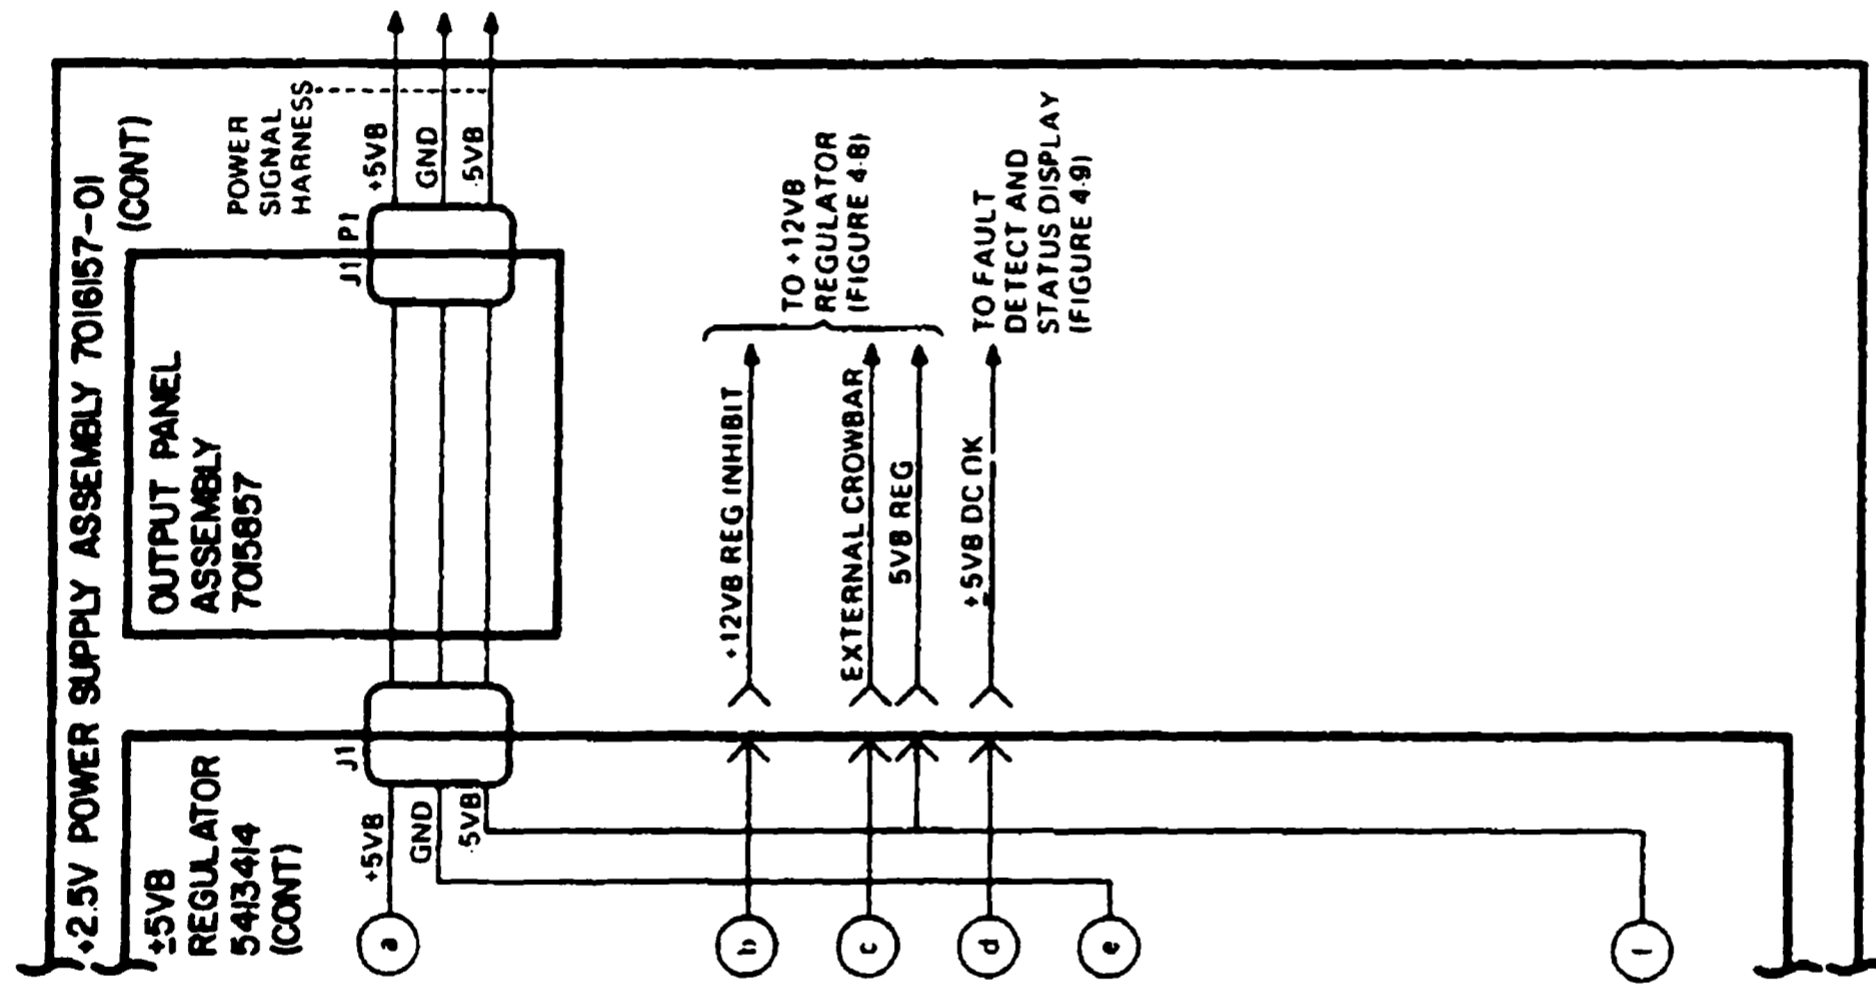 +2.5V POWER SUPPLY ASSEMBLY 7016157-01
(CONT)
±5VB
REGULATOR
5413414
(CONT)
OUTPUT PANEL
ASSEMBLY
7015857
POWER
SIGNAL
HARNESS
J1
J1
P1
+5VB
GND
-5VB
+5VB
GND
-5VB
+12VB REG INHIBIT
EXTERNAL CROWBAR
5VB REG
±5VB DC OK
TO +12VB
REGULATOR
(FIGURE 4-8)
TO FAULT
DETECT AND
STATUS DISPLAY
(FIGURE 4-9)
a
b
c
d
e